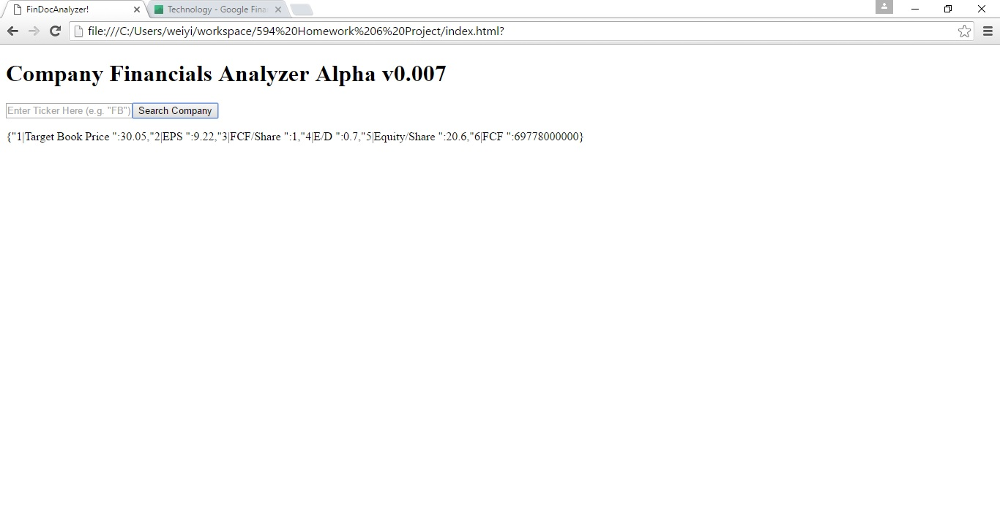 FinDocAnalyzer!
Technology - Google Fina
file:///C:/Users/weiyi/workspace/594%20Homework%206%20Project/index.html?
Company Financials Analyzer Alpha v0.007
Enter Ticker Here (e.g. "FB") Search Company
{"1|Target Book Price ":30.05,"2|EPS ":9.22,"3|FCF/Share ":1,"4|E/D ":0.7,"5|Equity/Share ":20.6,"6|FCF ":69778000000}